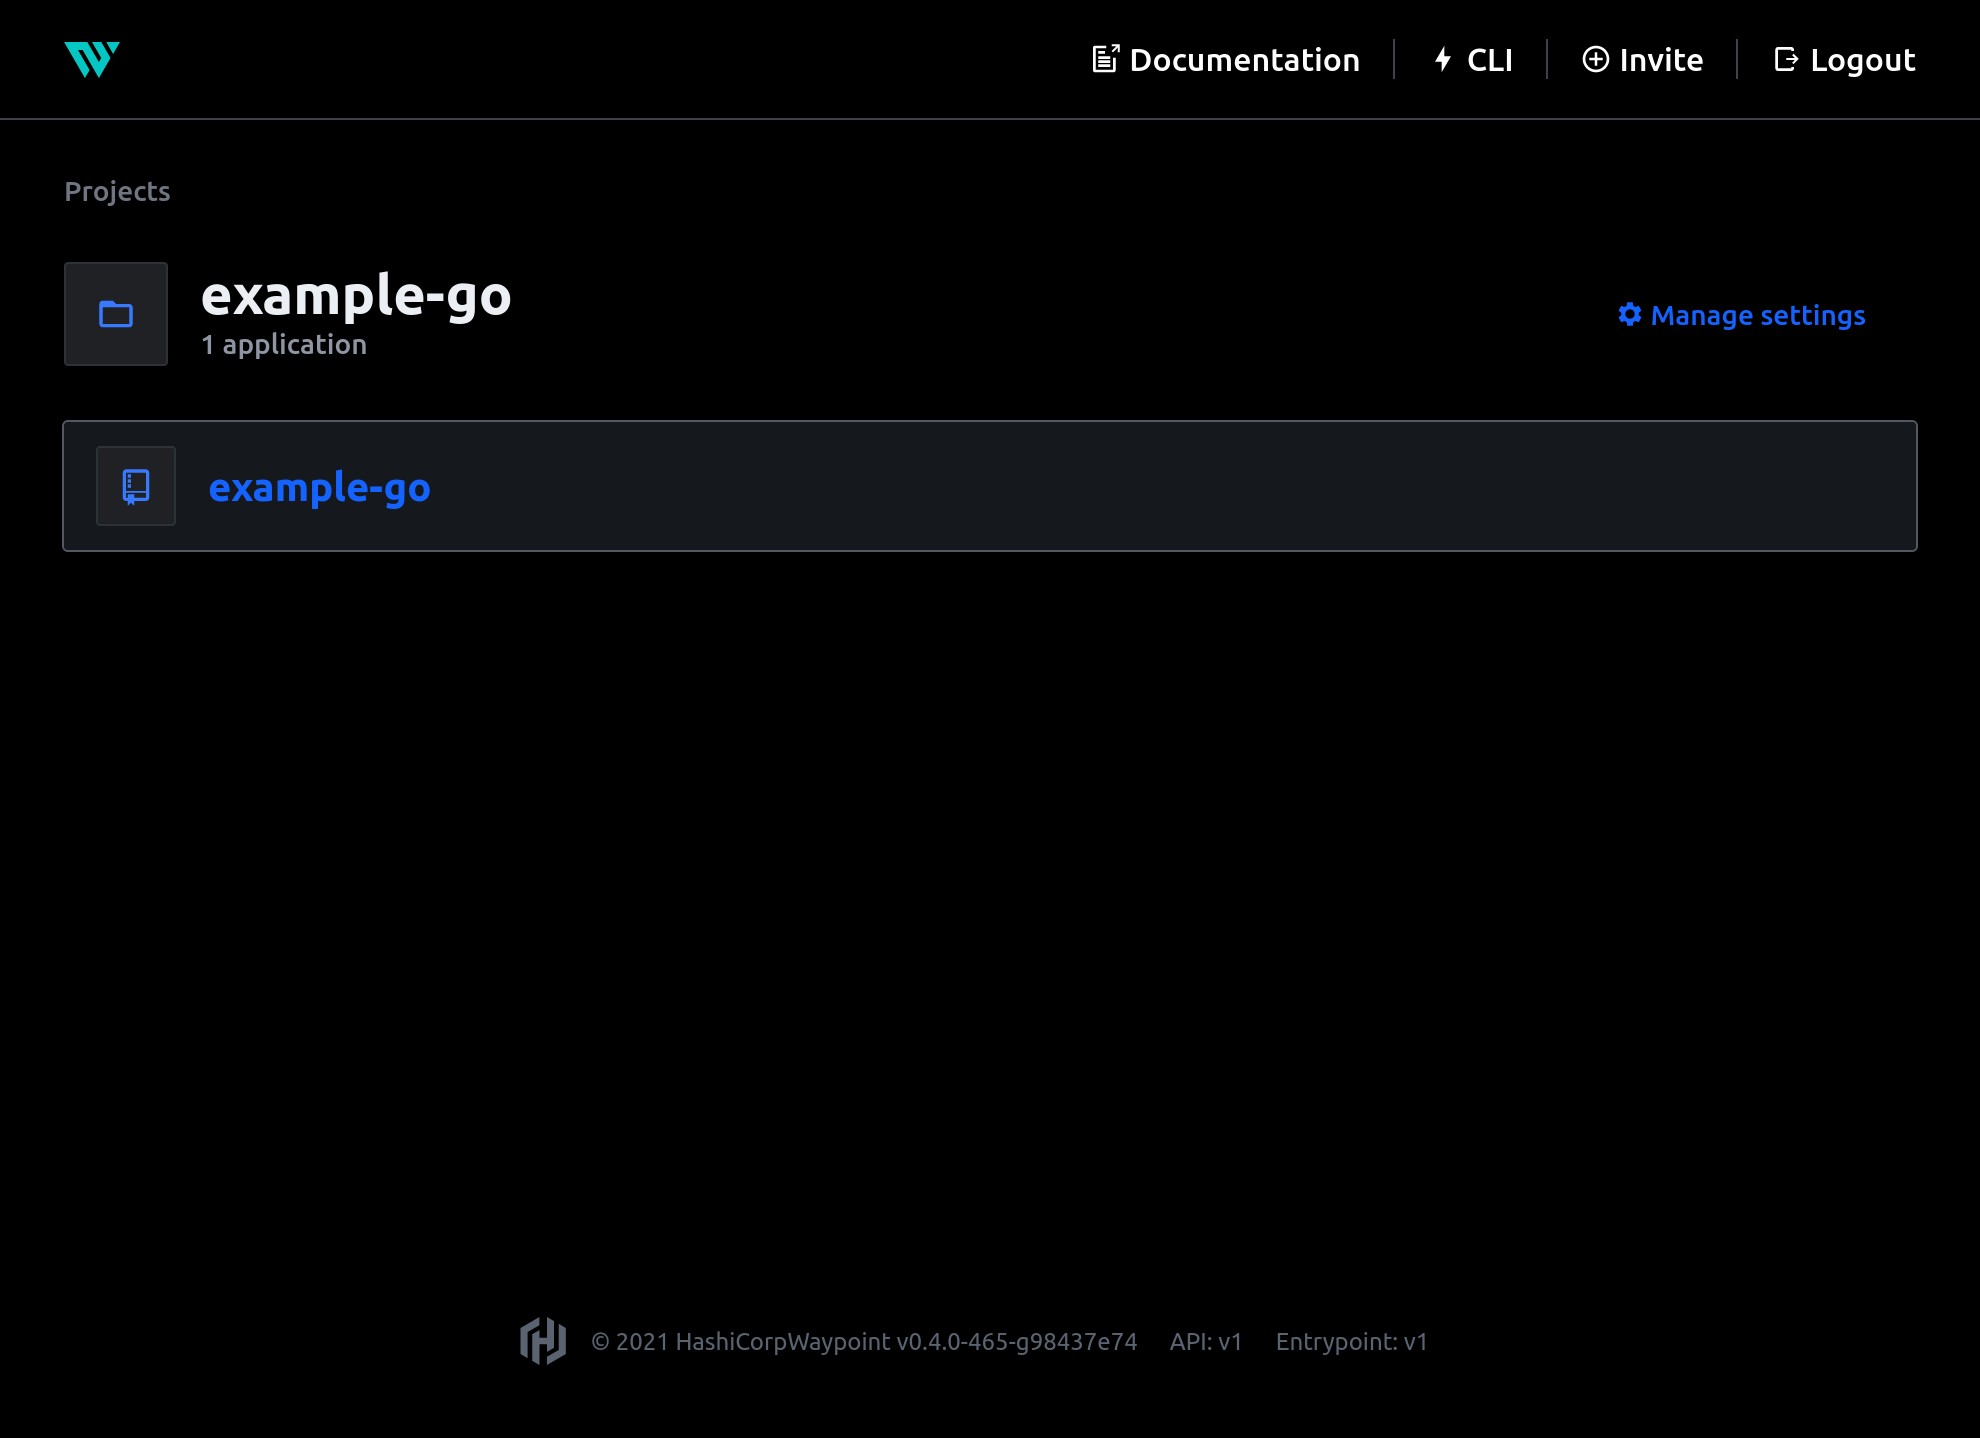 Documentation
CLI
Invite
Logout
Projects
example-go
1 application
Manage settings
example-go
© 2021 HashiCorpWaypoint v0.4.0-465-g98437e74 API: v1 Entrypoint: v1